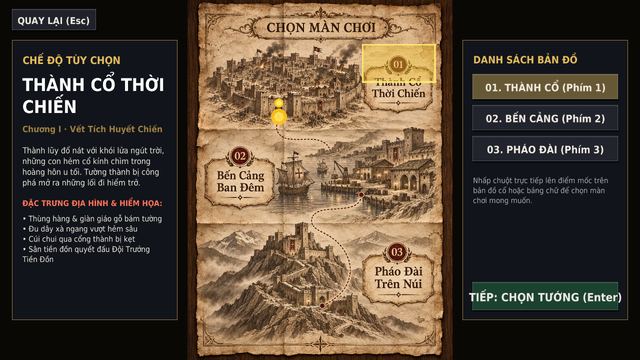 QUAY LẠI (Esc)
CHẾ ĐỘ TÙY CHỌN
THÀNH CỔ THỜI
CHIẾN
Chương I · Vết Tích Huyết Chiến
Thành lũy đổ nát với khói lửa ngút trời,
những con hẻm cổ kính chìm trong
hoàng hôn u tối. Tường thành bị công
phá mở ra những lối đi hiểm trở.
ĐẶC TRƯNG ĐỊA HÌNH & HIỂM HỌA:
• Thùng hàng & giàn giáo gỗ bám tường
• Đu dây xà ngang vượt hẻm sâu
• Cúi chui qua cổng thành bị kẹt
• Sân tiền đồn quyết đấu Đội Trưởng
Tiền Đồn
CHỌN MÀN CHƠI
01
Thành Cổ
Thời Chiến
02
Bến Cảng
Ban Đêm
03
Pháo Đài
Trên Núi
DANH SÁCH BẢN ĐỒ
01. THÀNH CỔ (Phím 1)
02. BẾN CẢNG (Phím 2)
03. PHÁO ĐÀI (Phím 3)
Nhấp chuột trực tiếp lên điểm mốc trên
bản đồ cổ hoặc bảng chữ để chọn màn
chơi mong muốn.
TIẾP: CHỌN TƯỚNG (Enter)